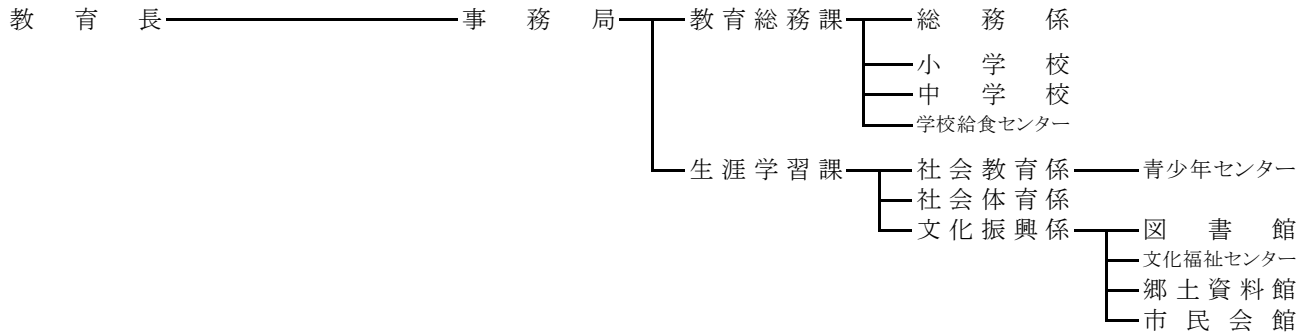 教育長 事務局 教育総務課 総務係
小学校
中学校
学校給食センター
生涯学習課 社会教育係 青少年センター
社会体育係
文化振興係 図書館
文化福祉センター
郷土資料館
市民会館